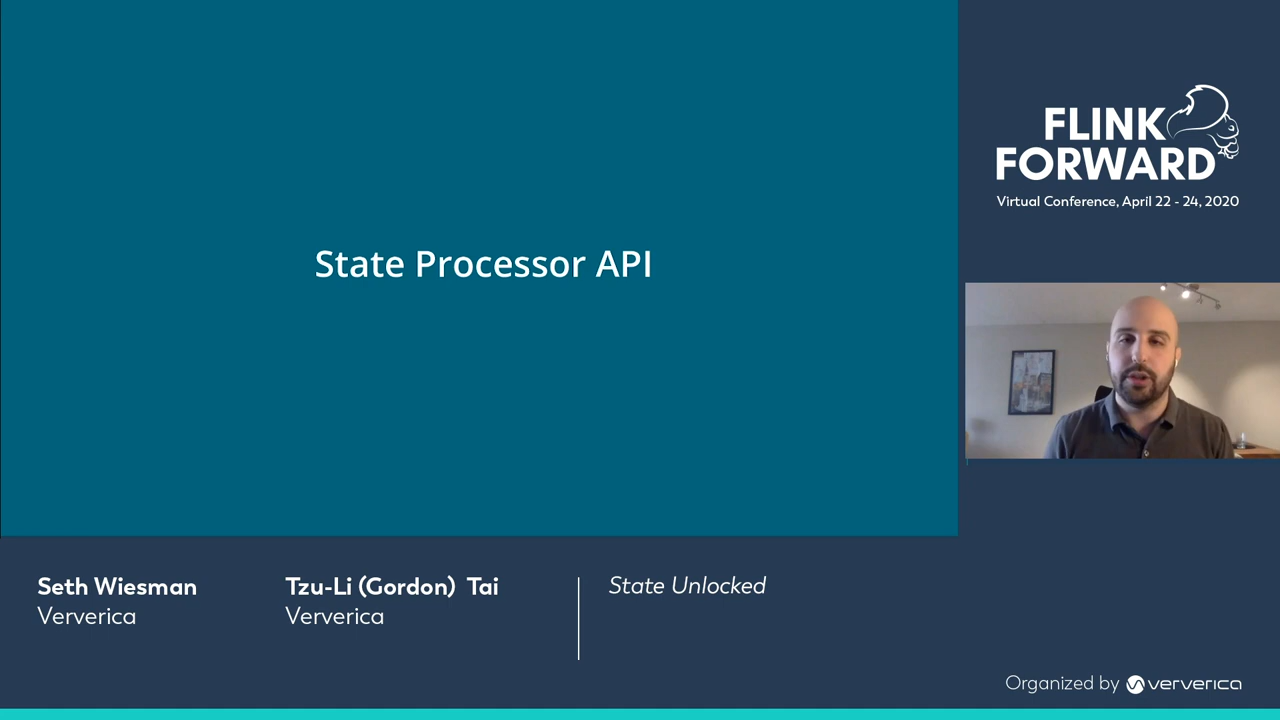 State Processor API
FLINK
FORWARD
Virtual Conference, April 22 - 24, 2020
Seth Wiesman
Ververica
Tzu-Li (Gordon) Tai
Ververica
State Unlocked
Organized by ververica